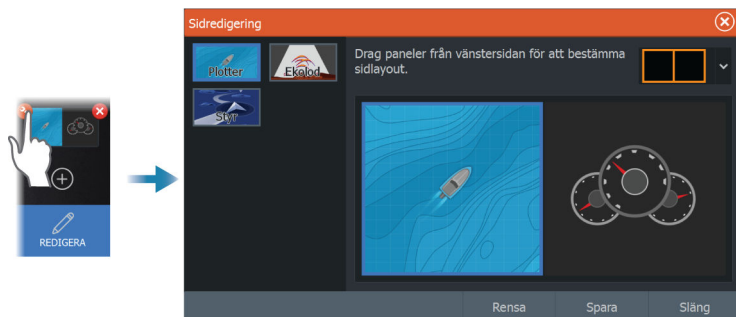 REDIGERA
Sidredigering
Plotter
Ekolod
Styr
Drag paneler från vänstersidan för att bestämma
sidlayout.
Rensa
Spara
Släng